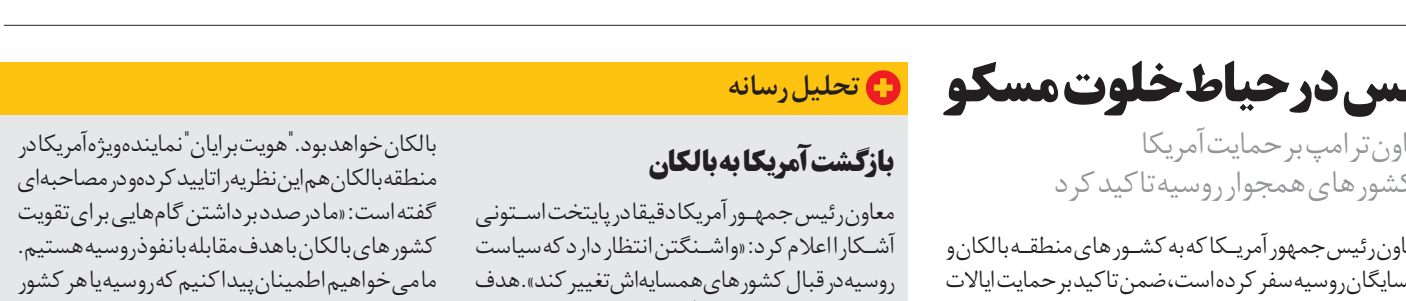 در حیاط خلوت مسکو
ترامپ بر حمایت آمریکا
کشورهای همجوار روسیه تاکید کرد
رئیس جمهور آمریکا که به کشورهای منطقه بالکان و
روسیه سفر کرده است، ضمن تاکید بر حمایت ایالات
تحلیل رسانه
بازگشت آمریکا به بالکان
معاون رئیس جمهور آمریکا دقیقا در پایتخت استونی
آشکارا اعلام کرد: «واشنگتن انتظار دارد که سیاست
روسیه در قبال کشورهای همسایه‌اش تغییر کند». هدف
بالکان خواهد بود. "هویت برایان" نماینده ویژه آمریکا در
منطقه بالکان هم این نظریه را تایید کرده و در مصاحبه‌ای
گفته است: «ما در صدد برداشتن گام‌هایی برای تقویت
کشورهای بالکان با هدف مقابله با نفوذ روسیه هستیم.
ما می‌خواهیم اطمینان پیدا کنیم که روسیه یا هر کشور